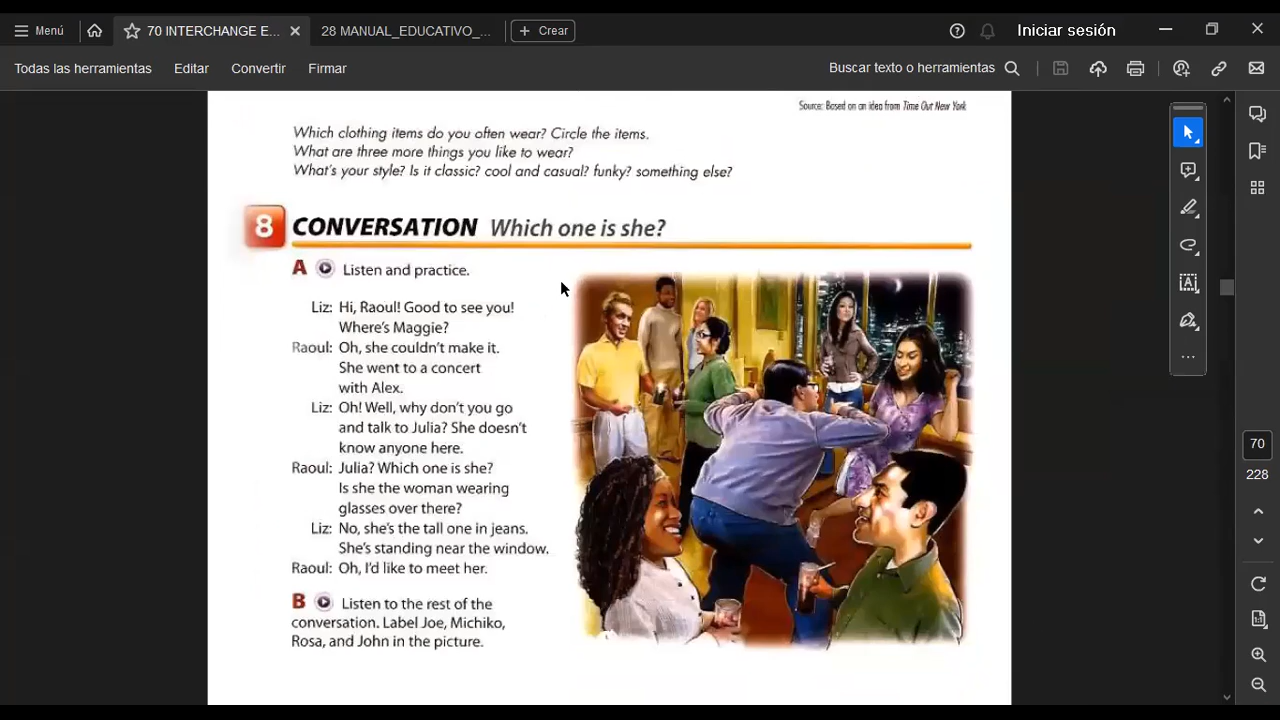 Menú
70 INTERCHANGE E...
28 MANUAL_EDUCATIVO_...
Crear
Iniciar sesión
Todas las herramientas
Editar
Convertir
Firmar
Buscar texto o herramientas
Source: Based on an idea from Time Out New York
Which clothing items do you often wear? Circle the items.
What are three more things you like to wear?
What's your style? Is it classic? cool and casual? funky? something else?
8 CONVERSATION Which one is she?
A Listen and practice.
Liz: Hi, Raoul! Good to see you!
Where's Maggie?
Raoul: Oh, she couldn't make it.
She went to a concert
with Alex.
Liz: Oh! Well, why don't you go
and talk to Julia? She doesn't
know anyone here.
Raoul: Julia? Which one is she?
Is she the woman wearing
glasses over there?
Liz: No, she's the tall one in jeans.
She's standing near the window.
Raoul: Oh, I'd like to meet her.
B Listen to the rest of the
conversation. Label Joe, Michiko,
Rosa, and John in the picture.
70
228